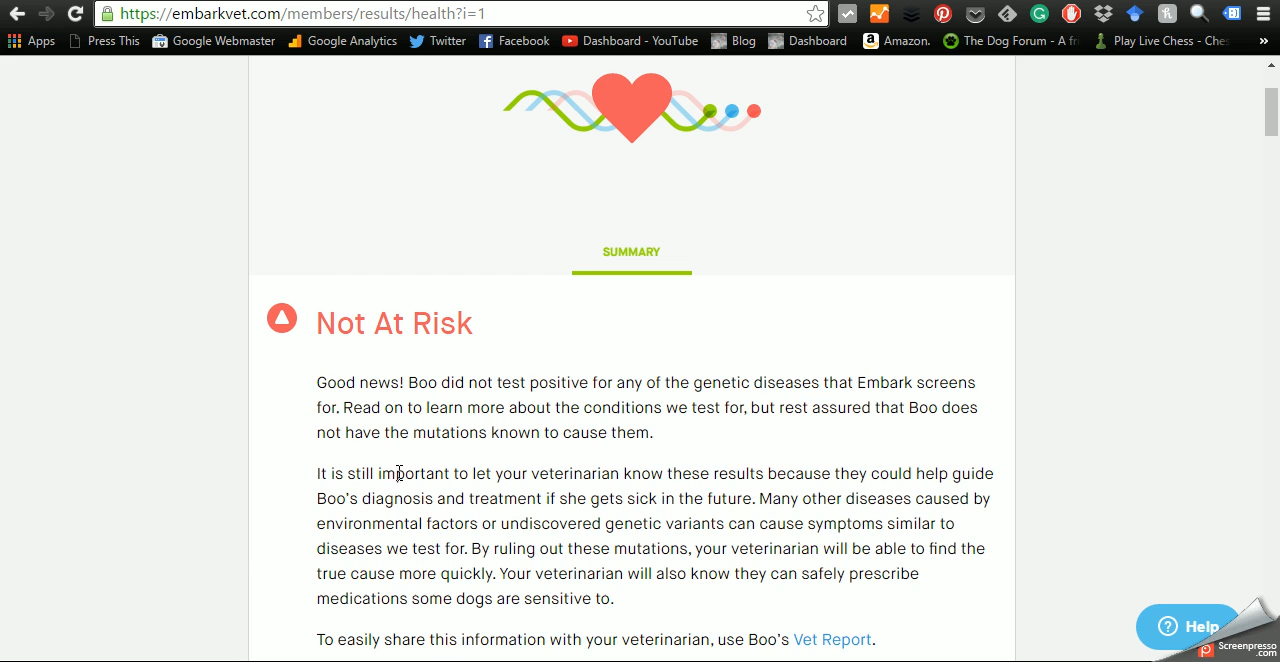 https://embarkvet.com/members/results/health?i=1
Apps Press This Google Webmaster Google Analytics Twitter Facebook Dashboard - YouTube Blog Dashboard Amazon. The Dog Forum - A fr Play Live Chess - Ches »
SUMMARY
Not At Risk
Good news! Boo did not test positive for any of the genetic diseases that Embark screens
for. Read on to learn more about the conditions we test for, but rest assured that Boo does
not have the mutations known to cause them.
It is still important to let your veterinarian know these results because they could help guide
Boo's diagnosis and treatment if she gets sick in the future. Many other diseases caused by
environmental factors or undiscovered genetic variants can cause symptoms similar to
diseases we test for. By ruling out these mutations, your veterinarian will be able to find the
true cause more quickly. Your veterinarian will also know they can safely prescribe
medications some dogs are sensitive to.
To easily share this information with your veterinarian, use Boo's Vet Report.
Help
Screenpresso
.com